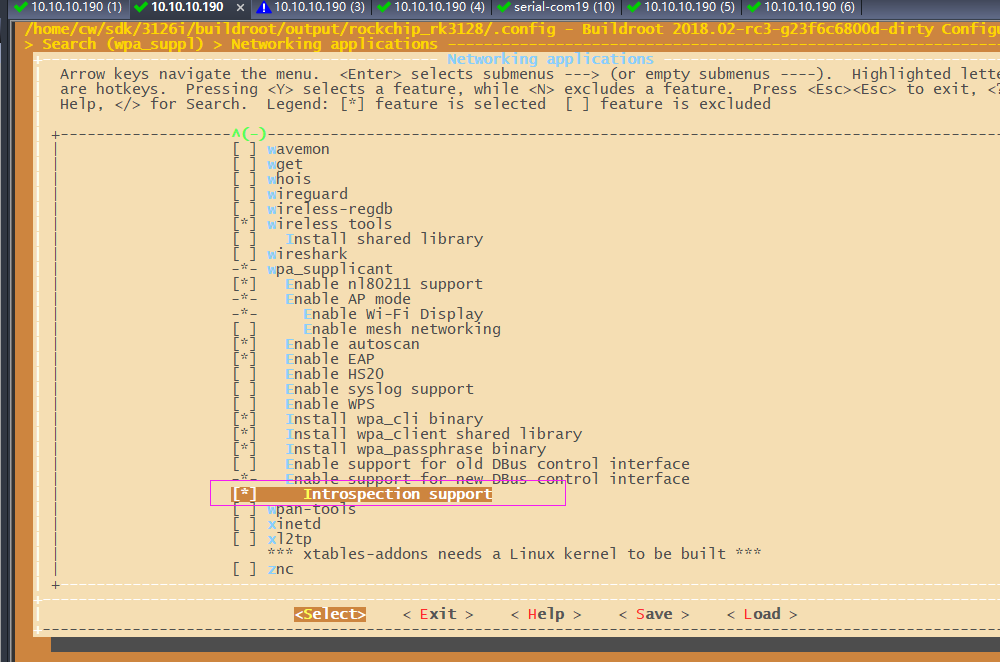 10.10.10.190 (1) 10.10.10.190 × 10.10.10.190 (3) 10.10.10.190 (4) serial-com19 (10) 10.10.10.190 (5) 10.10.10.190 (6)
/home/cw/sdk/3126i/buildroot/output/rockchip_rk3128/.config - Buildroot 2018.02-rc3-g23f6c6800d-dirty Configu
> Search (wpa_suppl) > Networking applications
Networking applications
Arrow keys navigate the menu. <Enter> selects submenus ---> (or empty submenus ----). Highlighted lette
are hotkeys. Pressing <Y> selects a feature, while <N> excludes a feature. Press <Esc><Esc> to exit, <?
Help, </> for Search. Legend: [*] feature is selected [ ] feature is excluded
^(-)
[ ] wavemon
[ ] wget
[ ] whois
[ ] wireguard
[ ] wireless-regdb
[*] wireless tools
[ ] Install shared library
[ ] wireshark
-*- wpa_supplicant
[*] Enable nl80211 support
-*- Enable AP mode
-*- Enable Wi-Fi Display
[ ] Enable mesh networking
[*] Enable autoscan
[*] Enable EAP
[ ] Enable HS20
[ ] Enable syslog support
[ ] Enable WPS
[*] Install wpa_cli binary
[*] Install wpa_client shared library
[*] Install wpa_passphrase binary
[ ] Enable support for old DBus control interface
-*- Enable support for new DBus control interface
[*] Introspection support
[ ] wpan-tools
[ ] xinetd
[ ] xl2tp
*** xtables-addons needs a Linux kernel to be built ***
[ ] znc
<Select> < Exit > < Help > < Save > < Load >